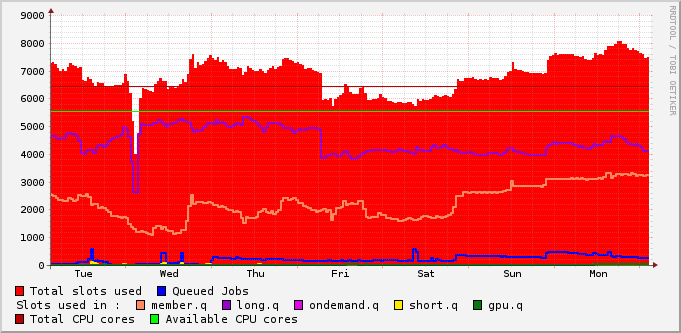 9000
8000
7000
6000
5000
4000
3000
2000
1000
0
Tue Wed Thu Fri Sat Sun Mon
RRDTOOL / TOBI OETIKER
Total slots used Queued Jobs
Slots used in : member.q long.q ondemand.q short.q gpu.q
Total CPU cores Available CPU cores